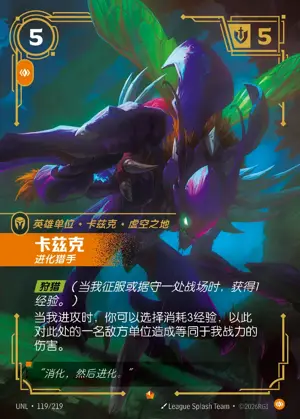 5
5
英雄单位·卡兹克·虚空之地
卡兹克
进化猎手
狩猎 (当我征服或据守一处战场时,获得1
经验。)
当我进攻时,你可以选择消耗3经验,以此
对此处的一名敌方单位造成等同于我战力的
伤害。
“消化,然后进化。”
UNL · 119/219
League Splash Team